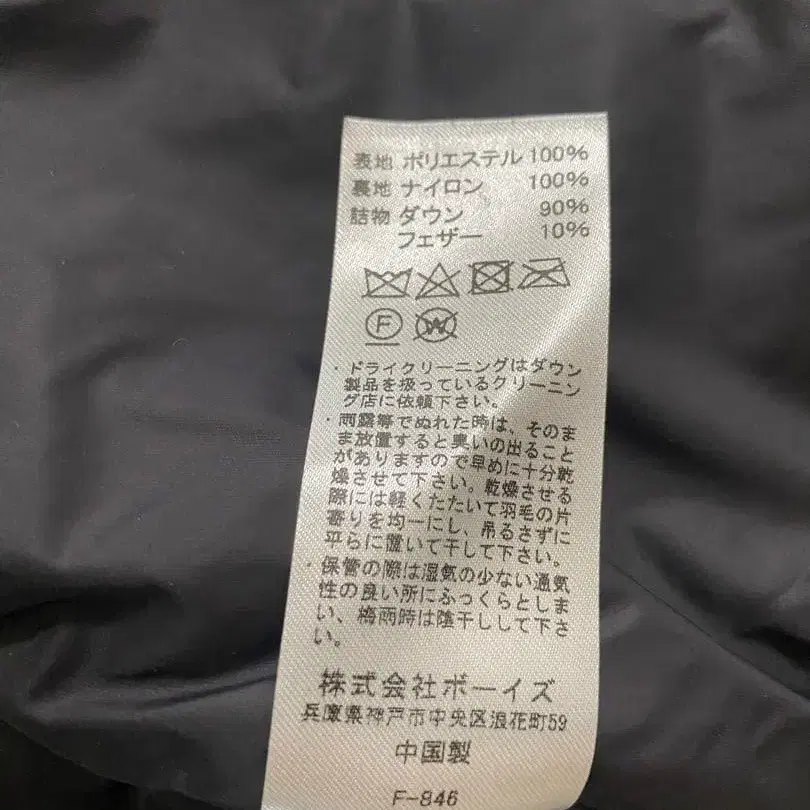 表地 ポリエステル 100%
裏地 ナイロン 100%
詰物 ダウン 90%
フェザー 10%
F W
・ドライクリーニングはダウン
製品を扱っているクリーニン
グ店に依頼下さい。
・雨露等でぬれた時は、そのま
ま放置すると臭いの出ること
がありますので早めに十分乾
燥させて下さい。乾燥させる
際には軽くたたいて羽毛の片
寄りを均一にし、吊るさずに
平らに置いて干して下さい。
・保管の際は湿気の少ない通気
性の良い所にふっくらとしま
い、梅雨時は陰干しして下さ
い。
株式会社ボーイズ
兵庫県神戸市中央区浪花町59
中国製
F-846